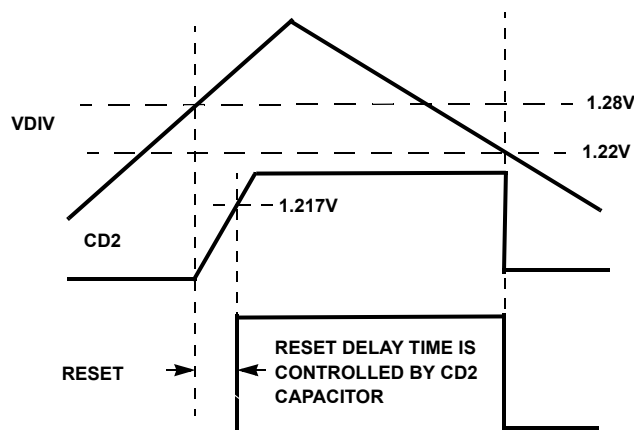 1.28V
VDIV
1.22V
1.217V
CD2
RESET DELAY TIME IS
RESET
CONTROLLED BY CD2
CAPACITOR